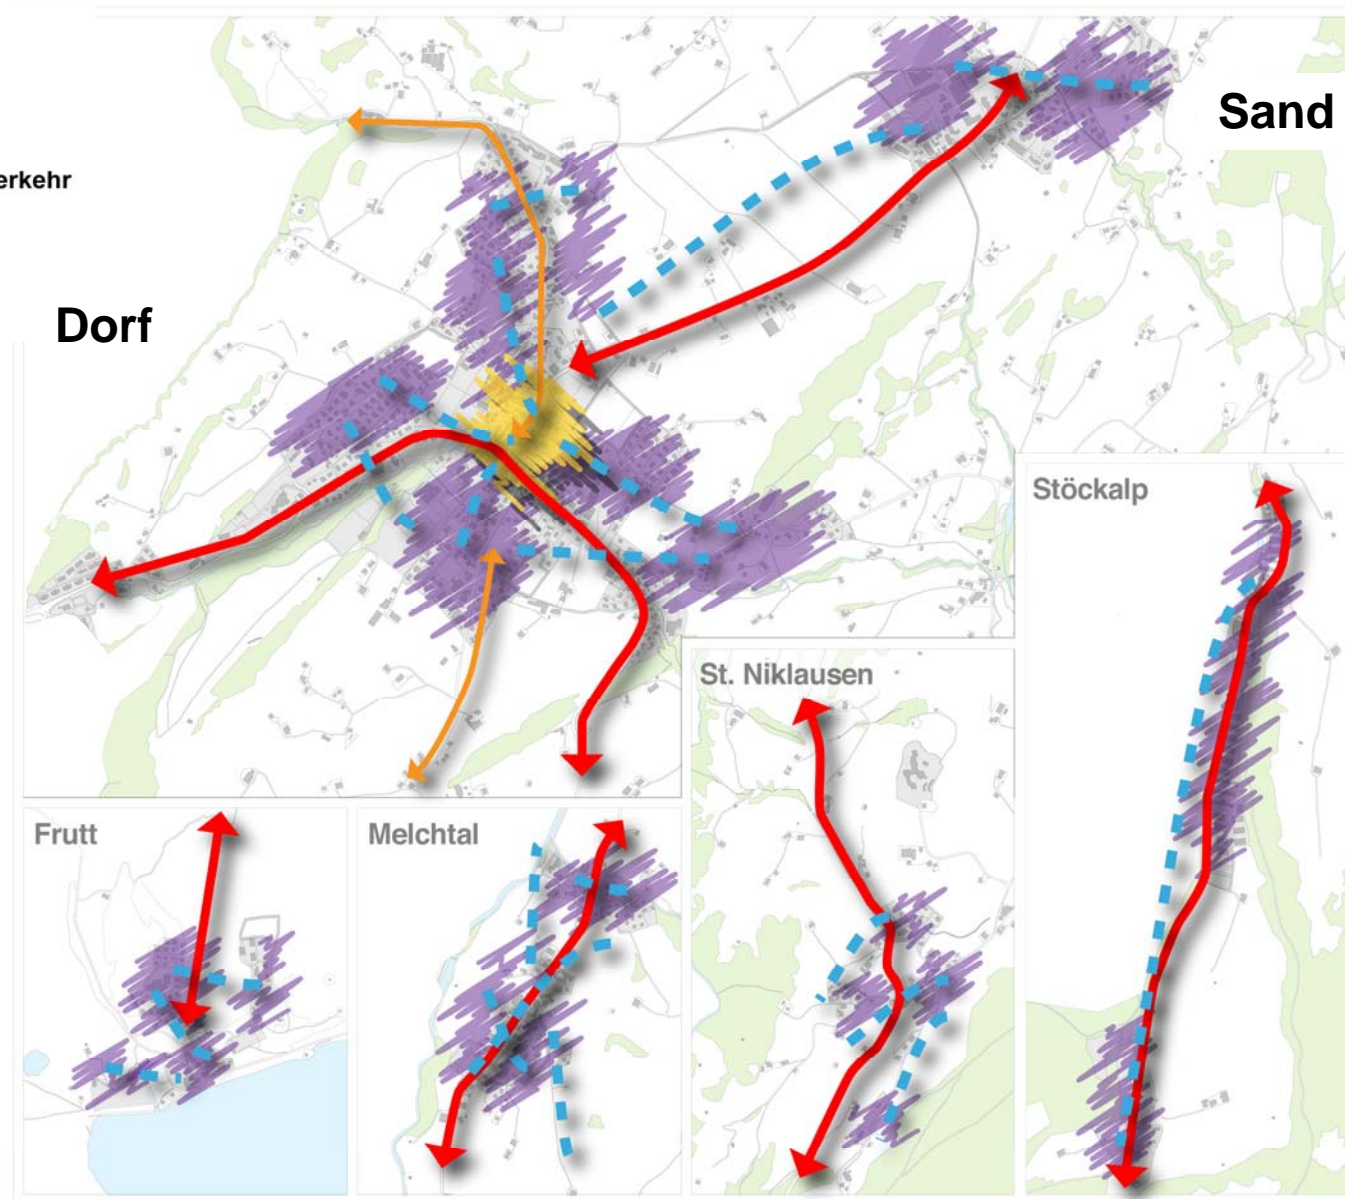 Sand
erkehr
Dorf
Stöckalp
St. Niklausen
Frutt
Melchtal